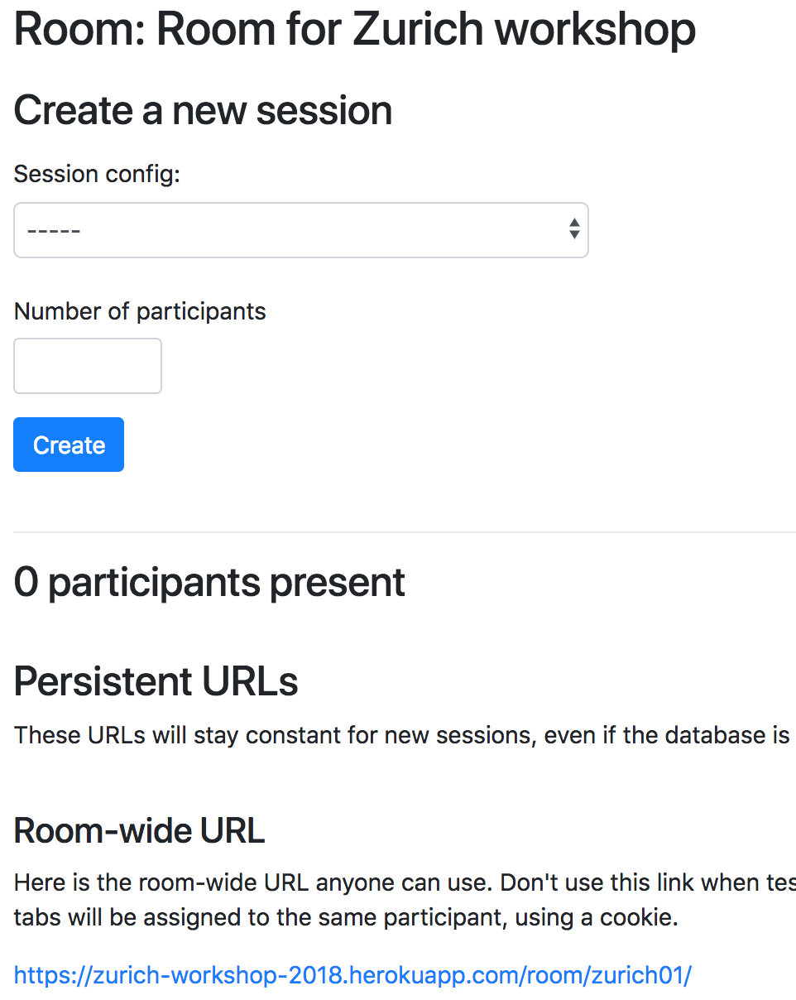 Room: Room for Zurich workshop
Create a new session
Session config:
-----
Number of participants
Create
0 participants present
Persistent URLs
These URLs will stay constant for new sessions, even if the database is
Room-wide URL
Here is the room-wide URL anyone can use. Don't use this link when tes
tabs will be assigned to the same participant, using a cookie.
https://zurich-workshop-2018.herokuapp.com/room/zurich01/